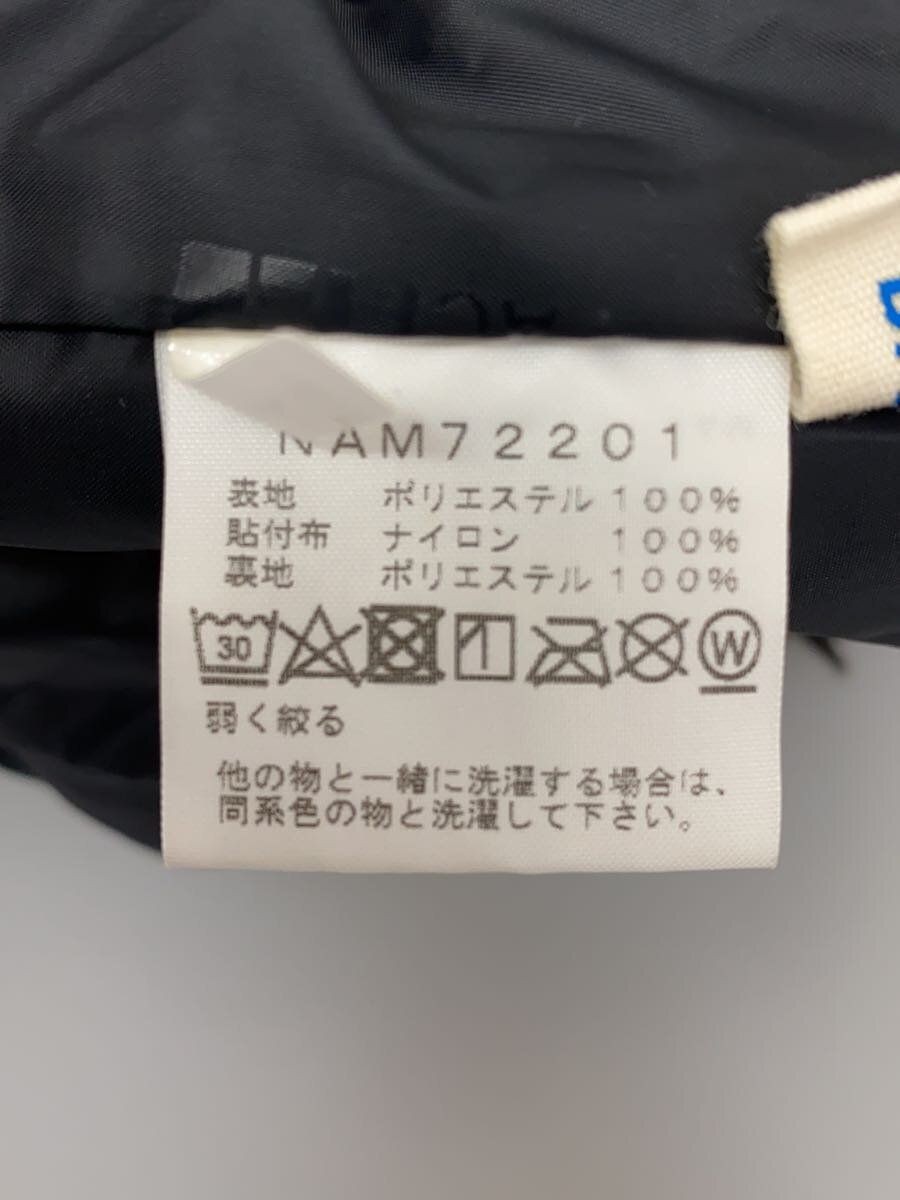 NAM72201
表地 ポリエステル 100%
貼付布 ナイロン 100%
裏地 ポリエステル 100%
30 W
弱く絞る
他の物と一緒に洗濯する場合は、
同系色の物と洗濯して下さい。